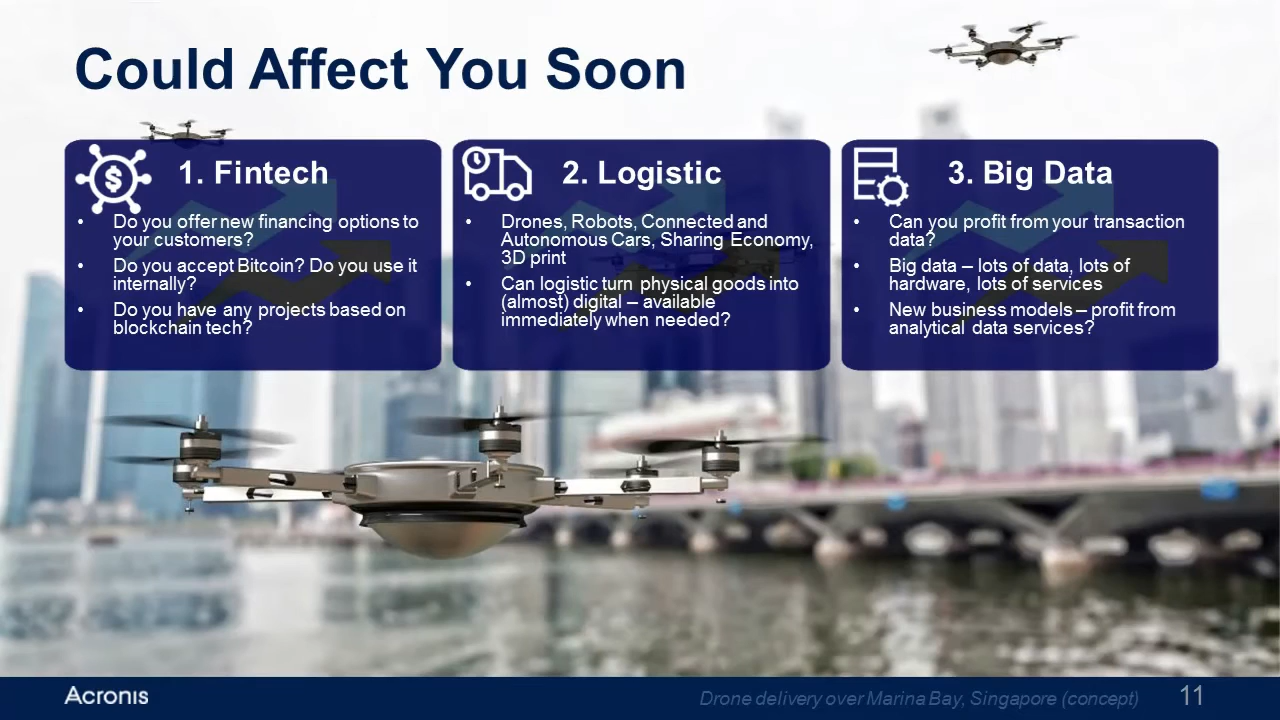 Could Affect You Soon
1. Fintech
• Do you offer new financing options to
your customers?
• Do you accept Bitcoin? Do you use it
internally?
• Do you have any projects based on
blockchain tech?
2. Logistic
• Drones, Robots, Connected and
Autonomous Cars, Sharing Economy,
3D print
• Can logistic turn physical goods into
(almost) digital – available
immediately when needed?
3. Big Data
• Can you profit from your transaction
data?
• Big data – lots of data, lots of
hardware, lots of services
• New business models – profit from
analytical data services?
Acronis
Drone delivery over Marina Bay, Singapore (concept)
11